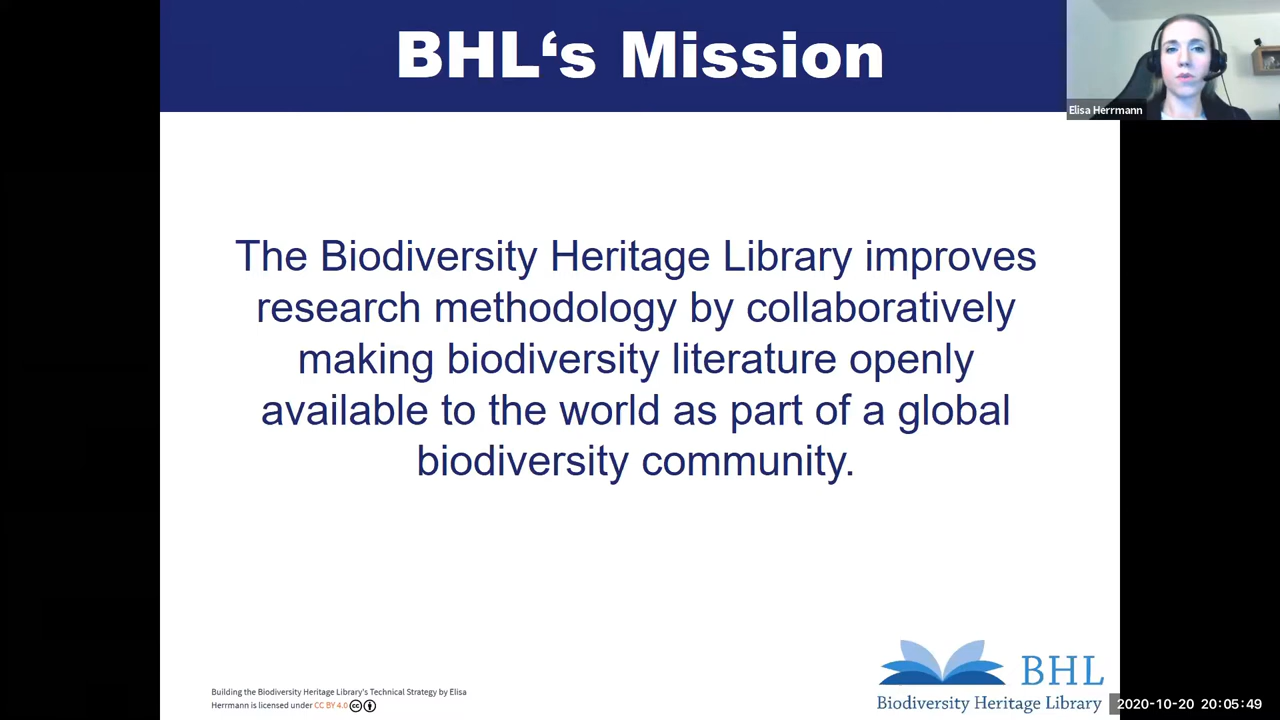 BHL‘s Mission
Elisa Herrmann
The Biodiversity Heritage Library improves
research methodology by collaboratively
making biodiversity literature openly
available to the world as part of a global
biodiversity community.
Building the Biodiversity Heritage Library's Technical Strategy by Elisa
Herrmann is licensed under CC BY 4.0
BHL
Biodiversity Heritage Library
2020-10-20 20:05:49